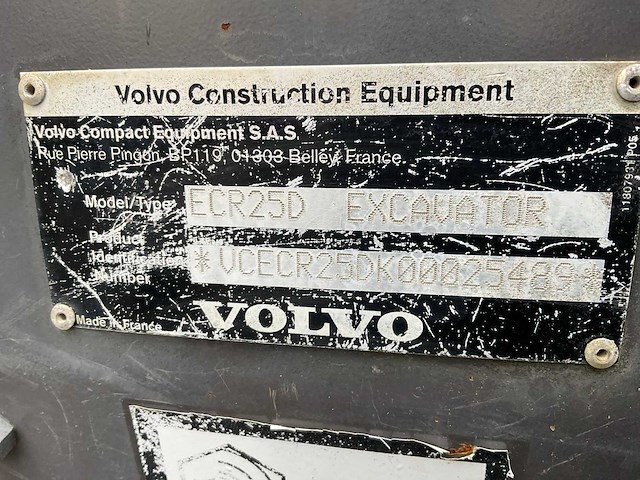 Volvo Construction Equipment
Volvo Compact Equipment S.A.S.
Rue Pierre Pingon, BP119, 01303 Belley, France
Model/Type: ECR25D EXCAVATOR
Product
Identification
Number *VCECR25DK00025489*
VOLVO
Made in France